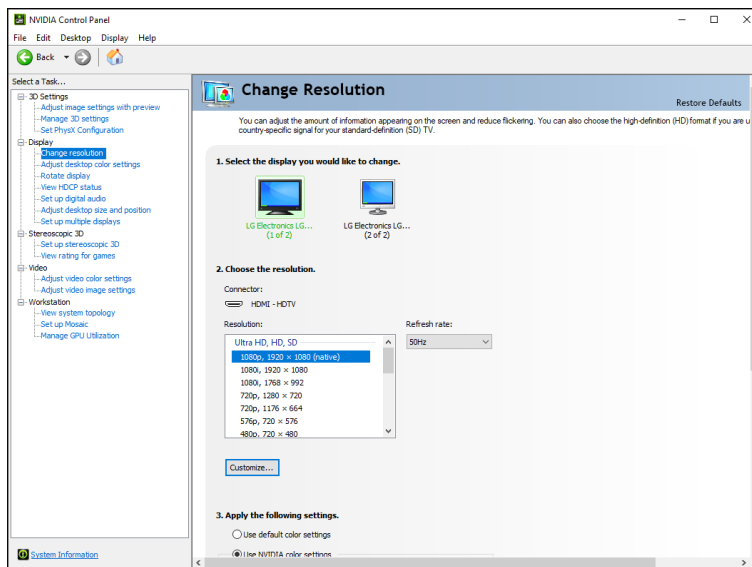 NVIDIA Control Panel
File Edit Desktop Display Help
Back
Select a Task...
3D Settings
Adjust image settings with preview
Manage 3D settings
Set PhysX Configuration
Display
Change resolution
Adjust desktop color settings
Rotate display
View HDCP status
Set up digital audio
Adjust desktop size and position
Set up multiple displays
Stereoscopic 3D
Set up stereoscopic 3D
View rating for games
Video
Adjust video color settings
Adjust video image settings
Workstation
View system topology
Set up Mosaic
Manage GPU Utilization
System Information
Change Resolution
Restore Defaults
You can adjust the amount of information appearing on the screen and reduce flickering. You can also choose the high-definition (HD) format if you are u
country-specific signal for your standard-definition (SD) TV.
1. Select the display you would like to change.
LG Electronics LG...
(1 of 2)
LG Electronics LG...
(2 of 2)
2. Choose the resolution.
Connector:
HDMI - HDTV
Resolution:
Refresh rate:
Ultra HD, HD, SD
50Hz
1080p, 1920 × 1080 (native)
1080i, 1920 × 1080
1080i, 1768 × 992
720p, 1280 × 720
720p, 1176 × 664
576p, 720 × 576
480p, 720 × 480
Customize...
3. Apply the following settings.
Use default color settings
Use NVIDIA color settings